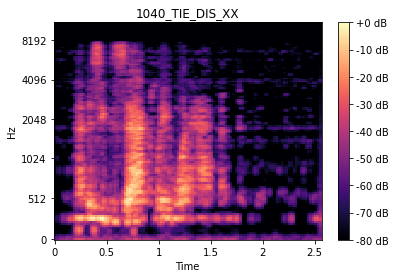 1040_TIE_DIS_XX
Hz
8192
4096
2048
1024
512
0
0
0.5
1
1.5
2
2.5
Time
+0 dB
-10 dB
-20 dB
-30 dB
-40 dB
-50 dB
-60 dB
-70 dB
-80 dB